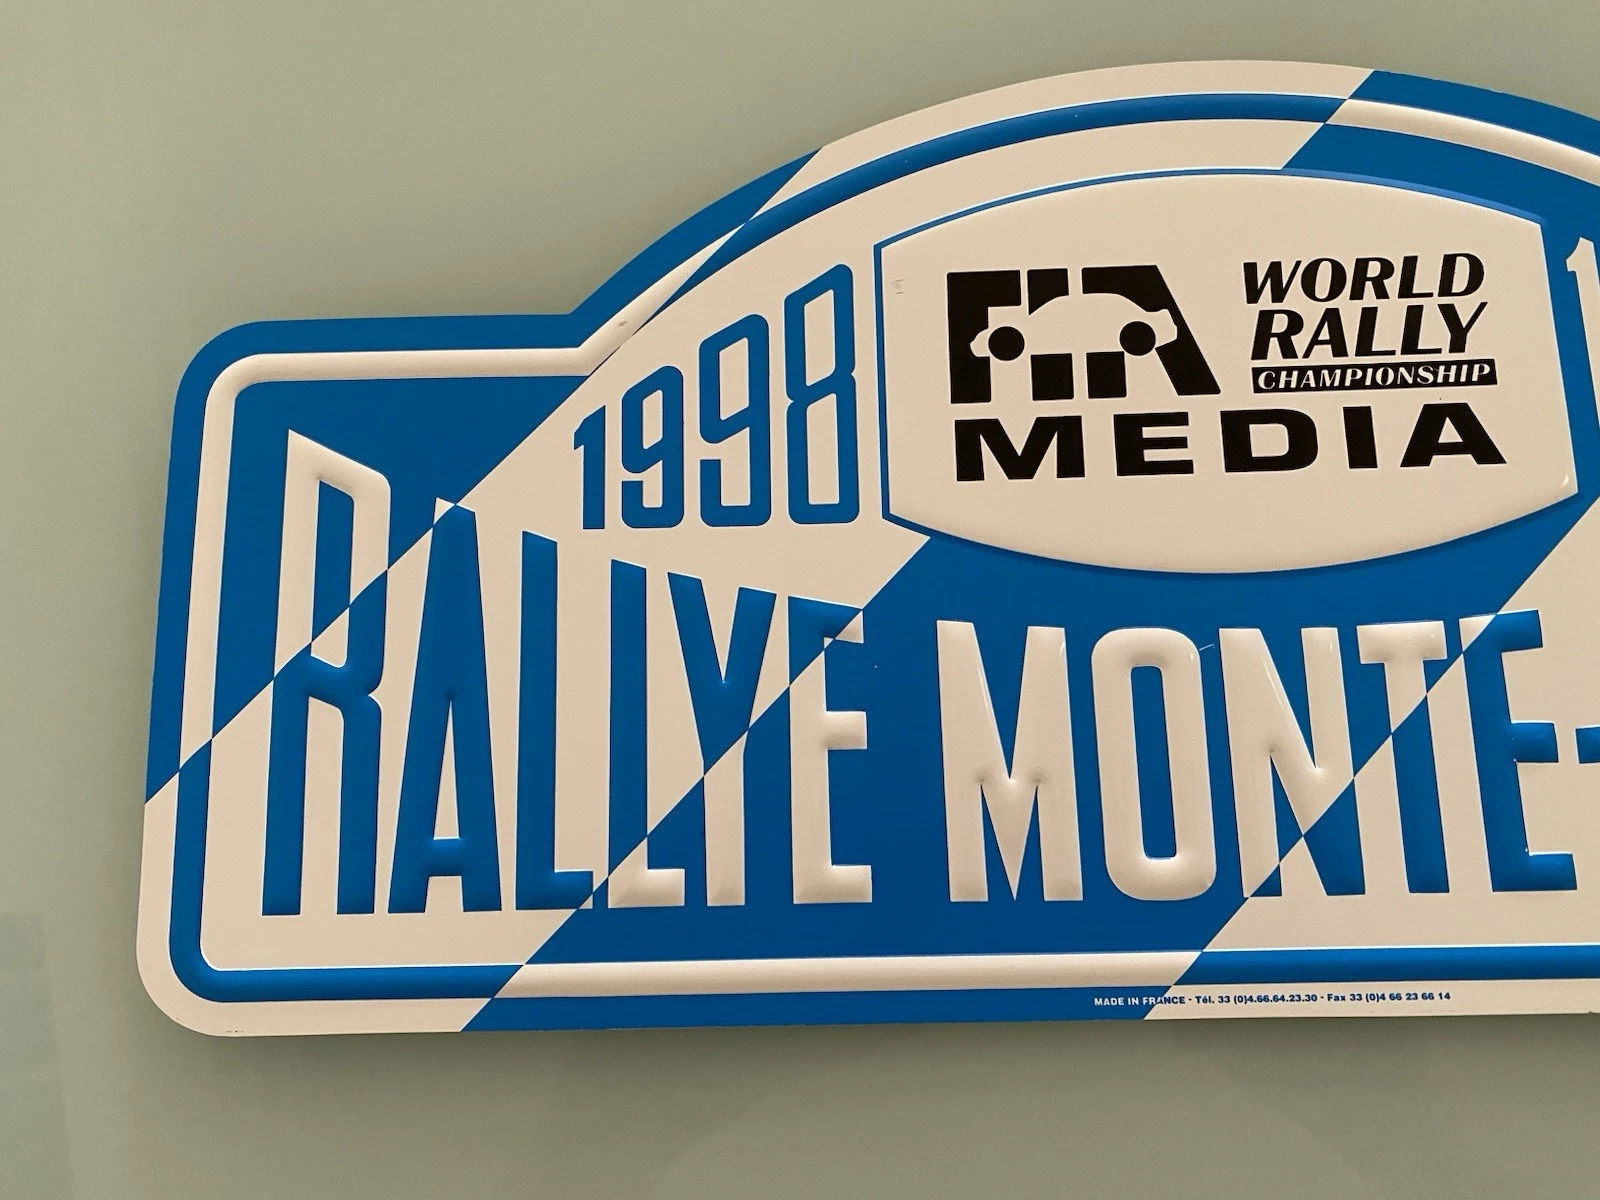 1998
FIA
WORLD
RALLY
CHAMPIONSHIP
MEDIA
RALLYE MONTE-
MADE IN FRANCE - Tél. 33 (0)4.66.64.23.30 - Fax 33 (0)4 66 23 66 14